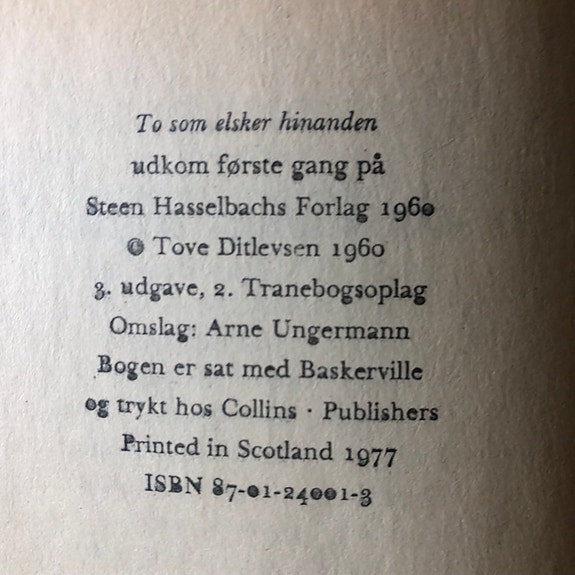 To som elsker hinanden
udkom første gang på
Steen Hasselbachs Forlag 1960
© Tove Ditlevsen 1960
3. udgave, 2. Tranebogsoplag
Omslag: Arne Ungermann
Bogen er sat med Baskerville
og trykt hos Collins · Publishers
Printed in Scotland 1977
ISBN 87-01-24001-3